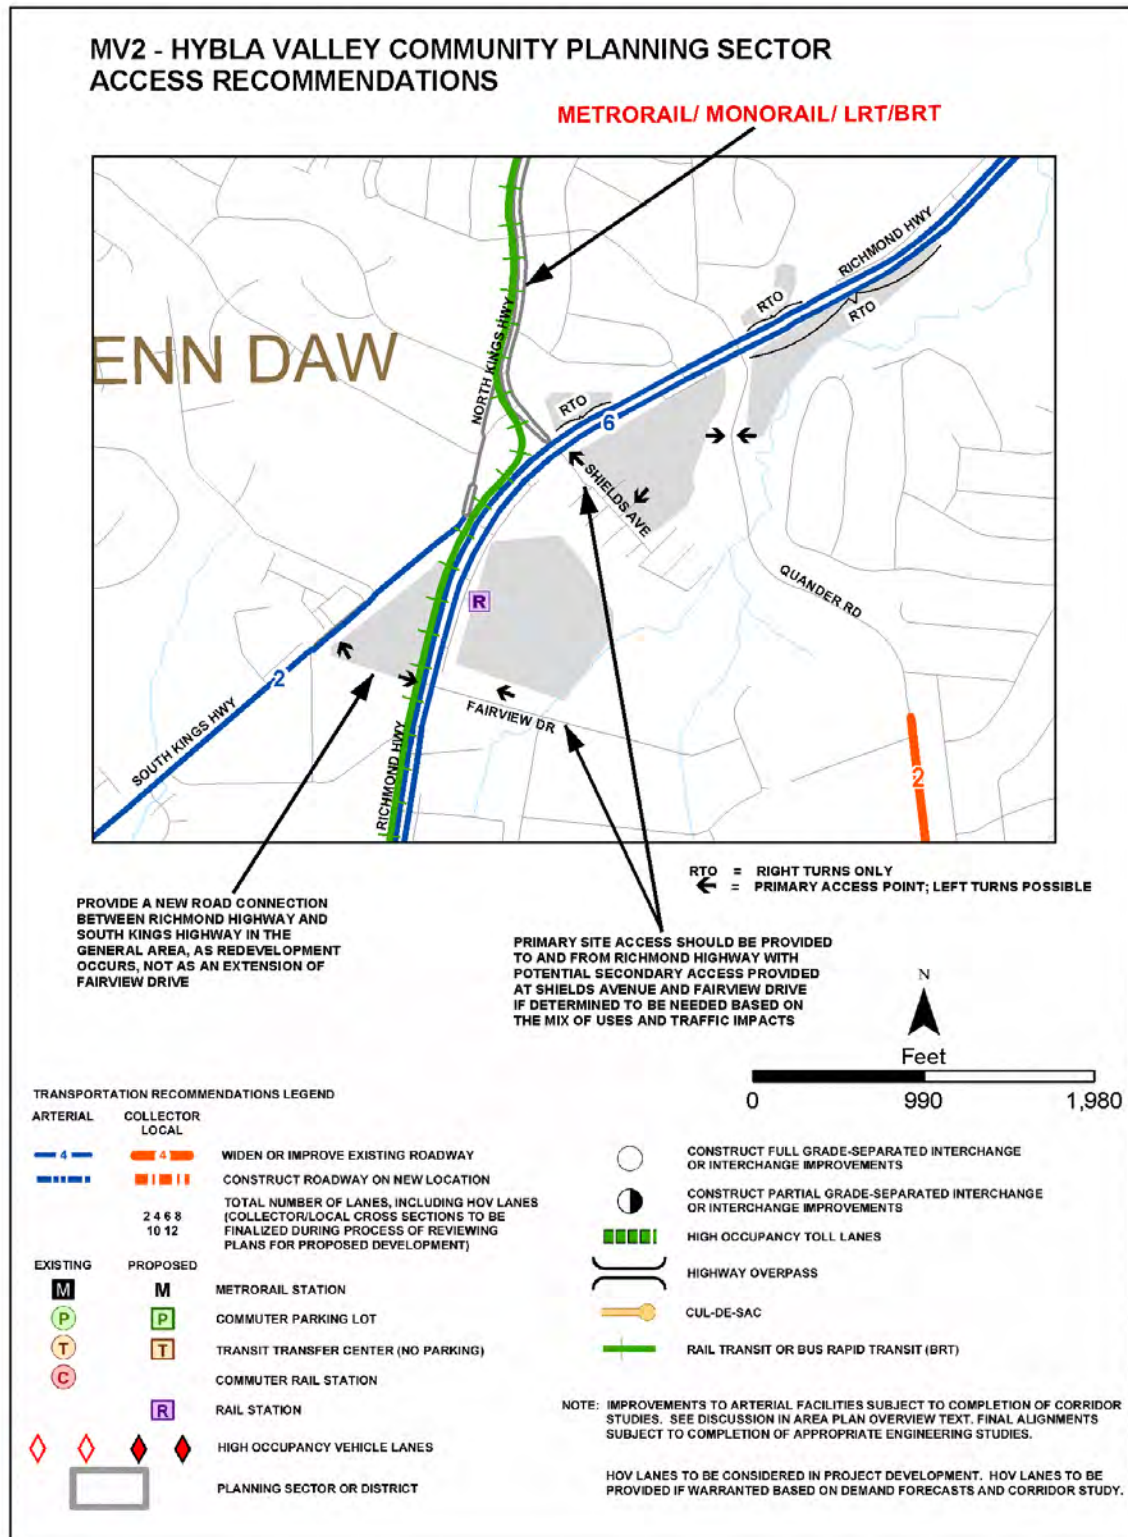 MV2 - HYBLA VALLEY COMMUNITY PLANNING SECTOR
ACCESS RECOMMENDATIONS
METRORAIL/ MONORAIL/ LRT/BRT
RICHMOND HWY
RTO
RTO
NORTH KINGS HWY
ENN DAW
RTO
6
SHIELDS AVE
QUANDER RD
R
2
SOUTH KINGS HWY
FAIRVIEW DR
RICHMOND HWY
2
RTO = RIGHT TURNS ONLY
= PRIMARY ACCESS POINT; LEFT TURNS POSSIBLE
PROVIDE A NEW ROAD CONNECTION
BETWEEN RICHMOND HIGHWAY AND
SOUTH KINGS HIGHWAY IN THE
GENERAL AREA, AS REDEVELOPMENT
OCCURS, NOT AS AN EXTENSION OF
FAIRVIEW DRIVE
PRIMARY SITE ACCESS SHOULD BE PROVIDED
TO AND FROM RICHMOND HIGHWAY WITH
POTENTIAL SECONDARY ACCESS PROVIDED
AT SHIELDS AVENUE AND FAIRVIEW DRIVE
IF DETERMINED TO BE NEEDED BASED ON
THE MIX OF USES AND TRAFFIC IMPACTS
N
Feet
0 990 1,980
TRANSPORTATION RECOMMENDATIONS LEGEND
ARTERIAL COLLECTOR
LOCAL
4 4 WIDEN OR IMPROVE EXISTING ROADWAY
CONSTRUCT ROADWAY ON NEW LOCATION
2 4 6 8
10 12
TOTAL NUMBER OF LANES, INCLUDING HOV LANES
(COLLECTOR/LOCAL CROSS SECTIONS TO BE
FINALIZED DURING PROCESS OF REVIEWING
PLANS FOR PROPOSED DEVELOPMENT)
EXISTING PROPOSED
M M METRORAIL STATION
P P COMMUTER PARKING LOT
T T TRANSIT TRANSFER CENTER (NO PARKING)
C COMMUTER RAIL STATION
R RAIL STATION
HIGH OCCUPANCY VEHICLE LANES
PLANNING SECTOR OR DISTRICT
CONSTRUCT FULL GRADE-SEPARATED INTERCHANGE
OR INTERCHANGE IMPROVEMENTS
CONSTRUCT PARTIAL GRADE-SEPARATED INTERCHANGE
OR INTERCHANGE IMPROVEMENTS
HIGH OCCUPANCY TOLL LANES
HIGHWAY OVERPASS
CUL-DE-SAC
RAIL TRANSIT OR BUS RAPID TRANSIT (BRT)
NOTE: IMPROVEMENTS TO ARTERIAL FACILITIES SUBJECT TO COMPLETION OF CORRIDOR
STUDIES. SEE DISCUSSION IN AREA PLAN OVERVIEW TEXT. FINAL ALIGNMENTS
SUBJECT TO COMPLETION OF APPROPRIATE ENGINEERING STUDIES.
HOV LANES TO BE CONSIDERED IN PROJECT DEVELOPMENT. HOV LANES TO BE
PROVIDED IF WARRANTED BASED ON DEMAND FORECASTS AND CORRIDOR STUDY.